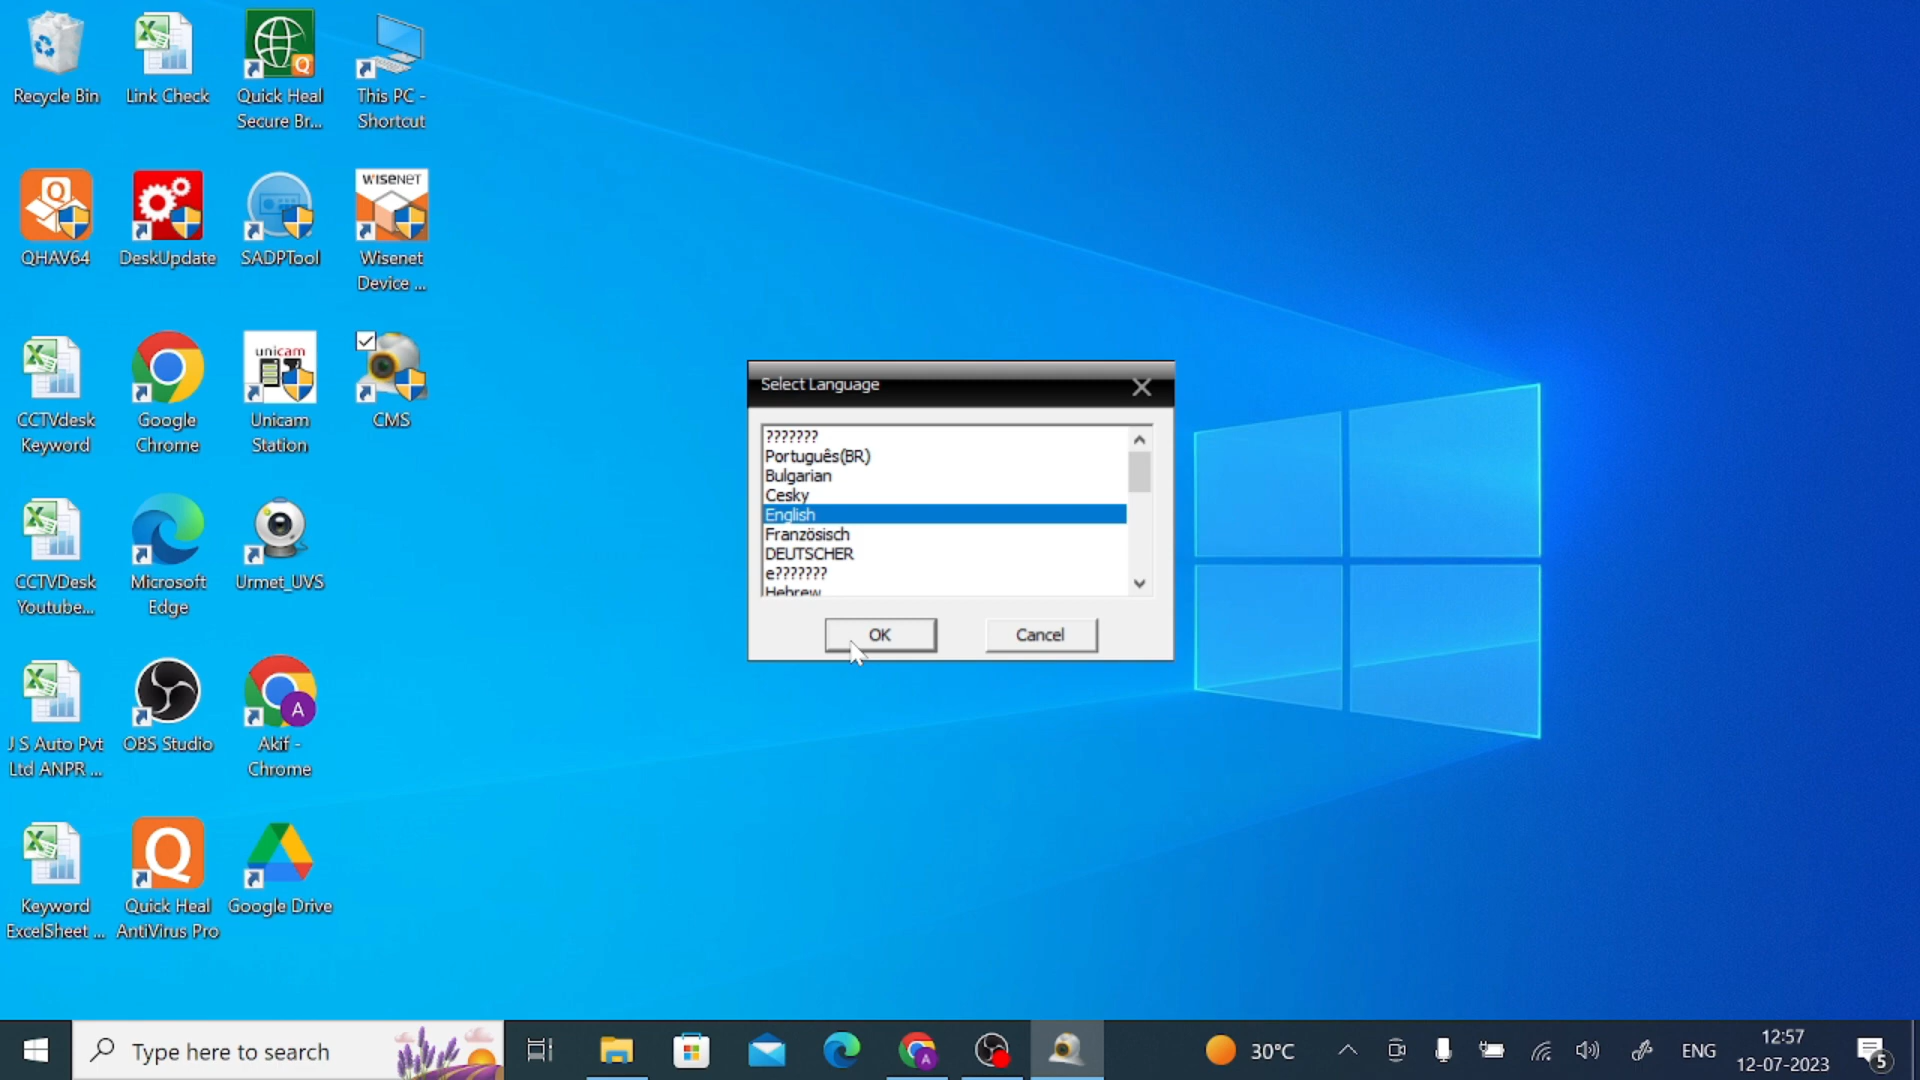 Recycle Bin
Link Check
Quick Heal
Secure Br...
This PC -
Shortcut
WISENET
QHAV64
DeskUpdate
SADPTool
Wisenet
Device ...
unicam
CCTVdesk
Keyword
Google
Chrome
Unicam
Station
CMS
CCTVDesk
Youtube...
Microsoft
Edge
Urmet_UVS
A
J S Auto Pvt
Ltd ANPR ...
OBS Studio
Akif -
Chrome
Keyword
ExcelSheet ...
Quick Heal
AntiVirus Pro
Google Drive
Select Language
???????
Português(BR)
Bulgarian
Cesky
English
Französisch
DEUTSCHER
e???????
Hebrew
OK
Cancel
Type here to search
A
30°C
ENG
12:57
12-07-2023
5